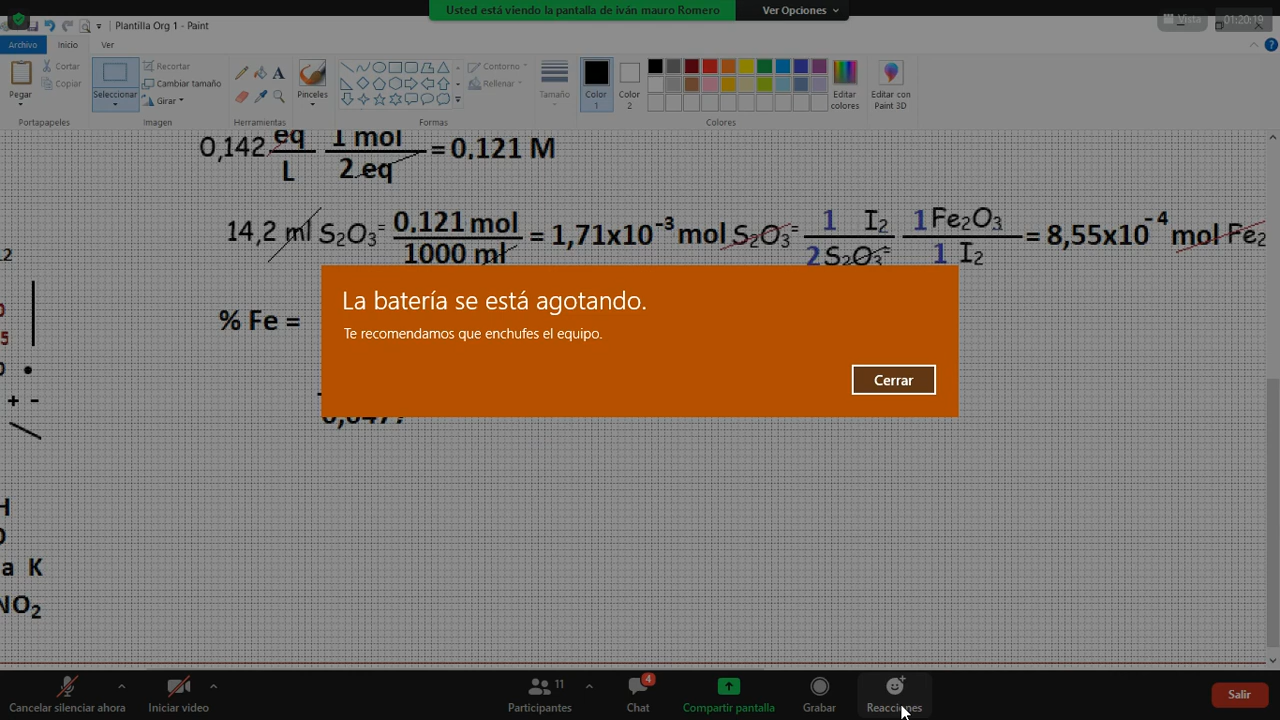 Usted está viendo la pantalla de iván mauro Romero
Ver Opciones
Plantilla Org 1 - Paint
Vista
01:20:19
Archivo
Inicio
Ver
Pegar
Cortar
Copiar
Portapapeles
Seleccionar
Recortar
Cambiar tamaño
Girar
Imagen
A
Herramientas
Pinceles
Contorno
Rellenar
Formas
Tamaño
Color 1
Color 2
Editar colores
Colores
Editar con Paint 3D
0,142 eq/L 1 mol/2 eq = 0,121 M
14,2 ml S₂O₃= 0,121 mol/1000 ml = 1,71x10⁻³ mol S₂O₃= 1 I₂/2 S₂O₃= 1 Fe₂O₃/1 I₂ = 8,55x10⁻⁴ mol Fe₂
% Fe =
La batería se está agotando.
Te recomendamos que enchufes el equipo.
Cerrar
+ -
a K
NO₂
Cancelar silenciar ahora
Iniciar video
11
Participantes
4
Chat
Compartir pantalla
Grabar
Reacciones
Salir